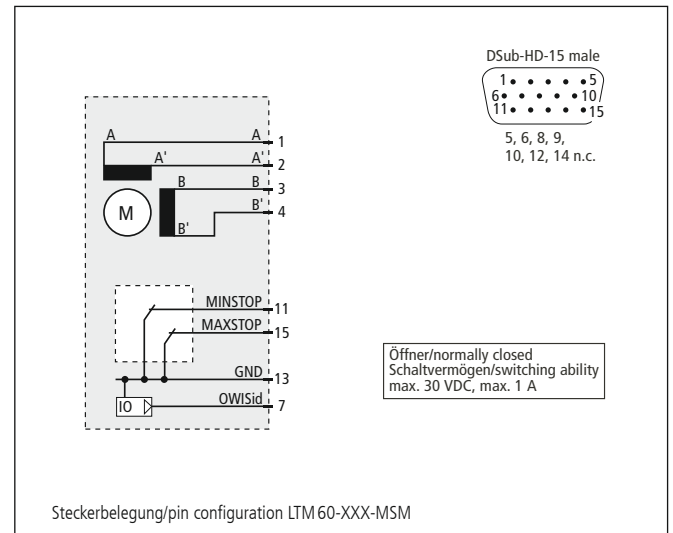 DSub-HD-15 male
1 5
6 10
11 15
5, 6, 8, 9,
10, 12, 14 n.c.
A A 1
A' A' 2
B B 3
M B' 4
B'
MINSTOP 11
MAXSTOP 15
GND 13
IO OWISid 7
Öffner/normally closed
Schaltvermögen/switching ability
max. 30 VDC, max. 1 A
Steckerbelegung/pin configuration LTM60-XXX-MSM